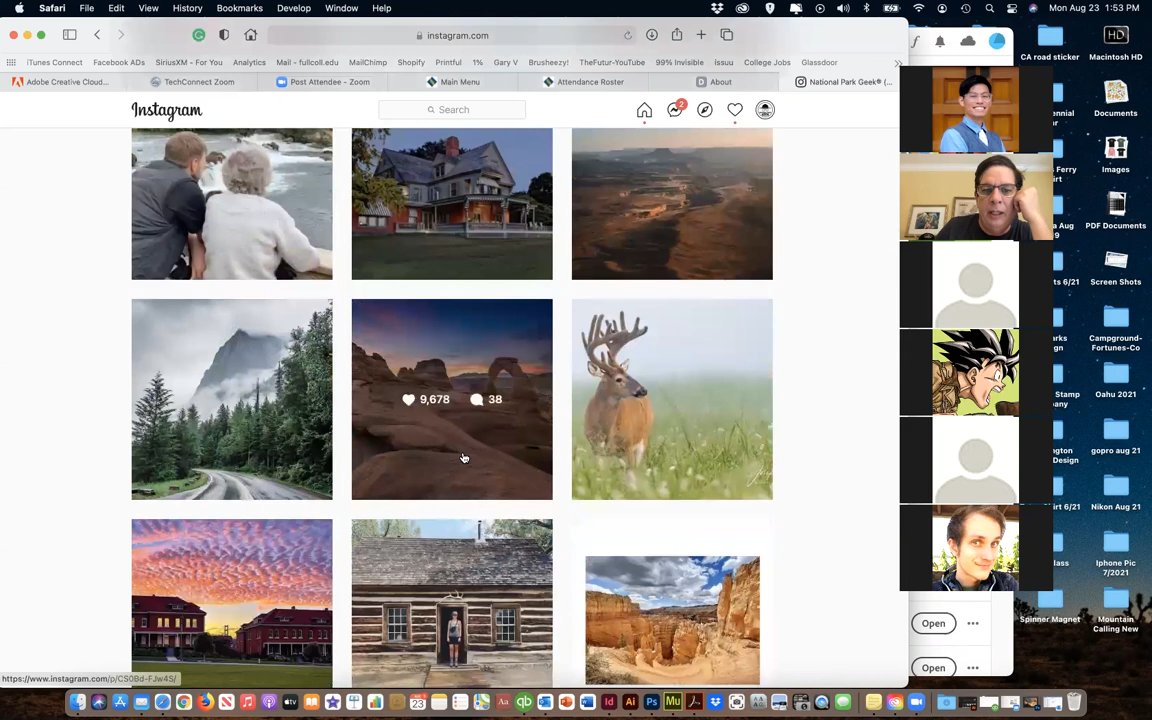 Safari File Edit View History Bookmarks Develop Window Help Mon Aug 23 1:53 PM
instagram.com
iTunes Connect Facebook ADs SiriusXM - For You Analytics Mail - fullcoll.edu MailChimp Shopify Printful 1% Gary V Brusheezy! TheFutur-YouTube 99% Invisible issuu College Jobs Glassdoor
Adobe Creative Cloud... TechConnect Zoom Post Attendee - Zoom Main Menu Attendance Roster About National Park Geek® (...
Instagram Search 2
9,678 38
https://www.instagram.com/p/CS0Bd-FJw4S/
CA road sticker HD Macintosh HD
Documents
Images
PDF Documents
Screen Shots
Campground-
Fortunes-Co
Oahu 2021
gopro aug 21
Nikon Aug 21
Iphone Pic
7/2021
Spinner Magnet Mountain
Calling New
Open
Open